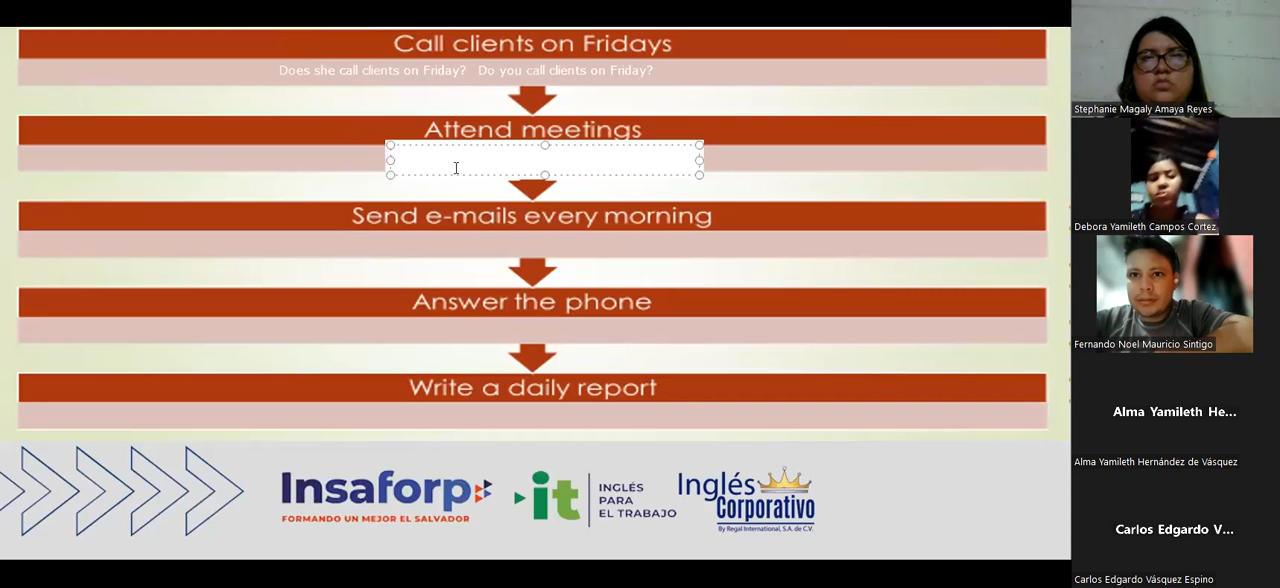 Call clients on Fridays
Does she call clients on Friday? Do you call clients on Friday?
Attend meetings
Send e-mails every morning
Answer the phone
Write a daily report
Insaforp
FORMANDO UN MEJOR EL SALVADOR
it
INGLÉS
PARA
EL TRABAJO
Inglés
Corporativo
By Regal International, S.A. de C.V.
Stephanie Magaly Amaya Reyes
Debora Yamileth Campos Cortez
Fernando Noel Mauricio Sintigo
Alma Yamileth He...
Alma Yamileth Hernández de Vásquez
Carlos Edgardo V...
Carlos Edgardo Vásquez Espino